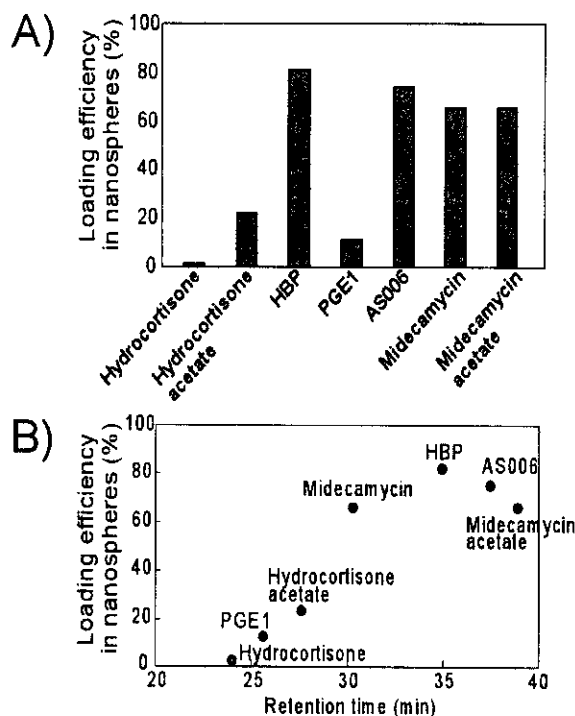 A)
Loading efficiency
in nanospheres (%)
100
80
60
40
20
0
Hydrocortisone
Hydrocortisone
acetate
HBP
PGE1
AS006
Midecamycin
Midecamycin
acetate
B)
Loading efficiency
in nanospheres (%)
100
80
60
40
20
0
HBP
AS006
Midecamycin
Midecamycin
acetate
Hydrocortisone
acetate
PGE1
Hydrocortisone
20
25
30
35
40
Retention time (min)